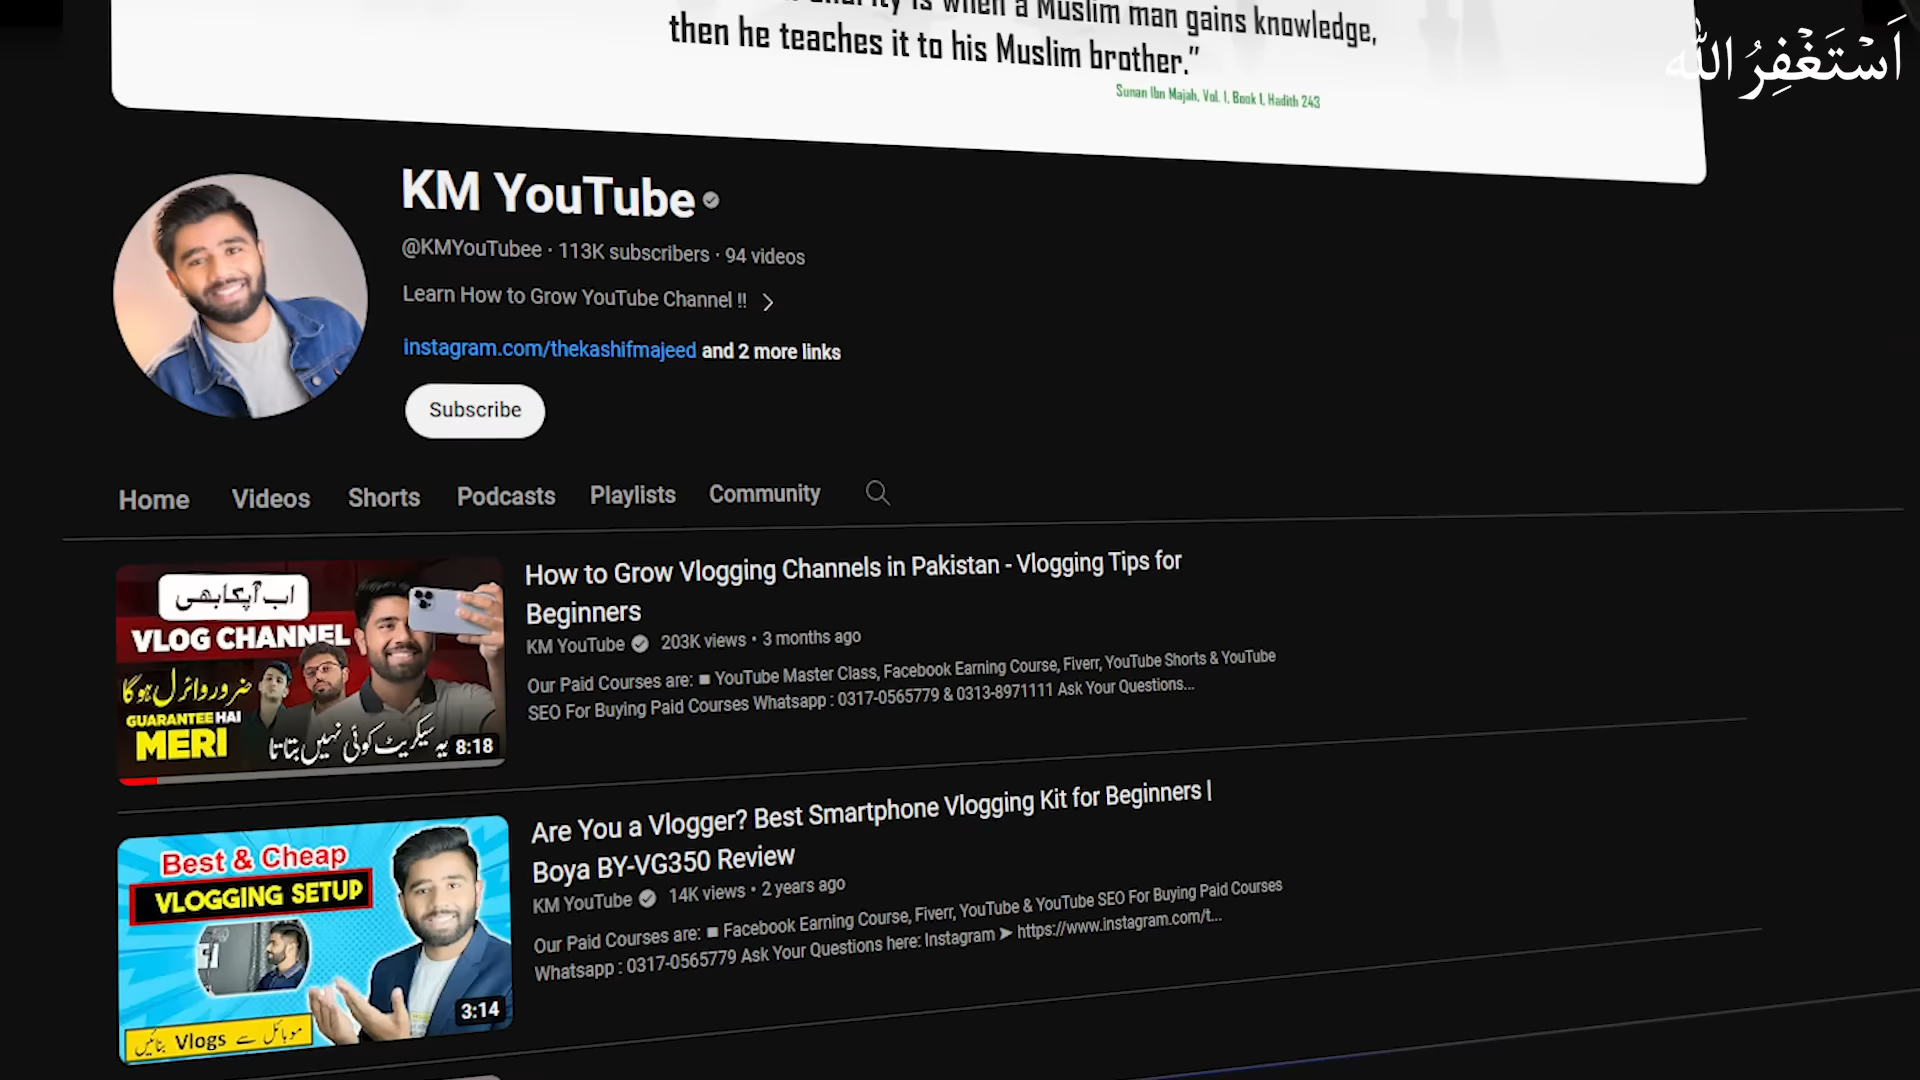 is when a Muslim man gains knowledge,
then he teaches it to his Muslim brother.”
Sunan Ibn Majah, Vol. 1, Book 1, Hadith 243
اَسْتَغْفِرُ اللّٰه
KM YouTube
@KMYouTubee · 113K subscribers · 94 videos
Learn How to Grow YouTube Channel !!
instagram.com/thekashifmajeed and 2 more links
Subscribe
Home Videos Shorts Podcasts Playlists Community
اب آپکا بھی
VLOG CHANNEL
ضرور وائرل ہوگا
GUARANTEE HAI
MERI
یہ سیکریٹ کوئی نہیں بتاتا
8:18
How to Grow Vlogging Channels in Pakistan - Vlogging Tips for
Beginners
KM YouTube 203K views • 3 months ago
Our Paid Courses are: ■ YouTube Master Class, Facebook Earning Course, Fiverr, YouTube Shorts & YouTube
SEO For Buying Paid Courses Whatsapp : 0317-0565779 & 0313-8971111 Ask Your Questions...
Best & Cheap
VLOGGING SETUP
موبائل سے Vlogs بنائیں
3:14
Are You a Vlogger? Best Smartphone Vlogging Kit for Beginners |
Boya BY-VG350 Review
KM YouTube 14K views • 2 years ago
Our Paid Courses are: ■ Facebook Earning Course, Fiverr, YouTube & YouTube SEO For Buying Paid Courses
Whatsapp : 0317-0565779 Ask Your Questions here: Instagram ➤ https://www.instagram.com/t...